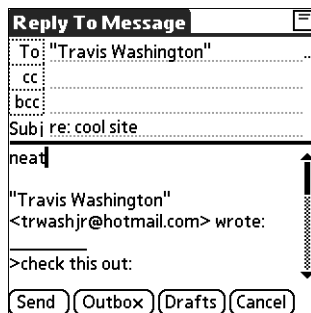 Reply To Message
To "Travis Washington" ..
cc
bcc
Subj re: cool site
neat
"Travis Washington"
<trwashjr@hotmail.com> wrote:
>check this out:
Send Outbox Drafts Cancel